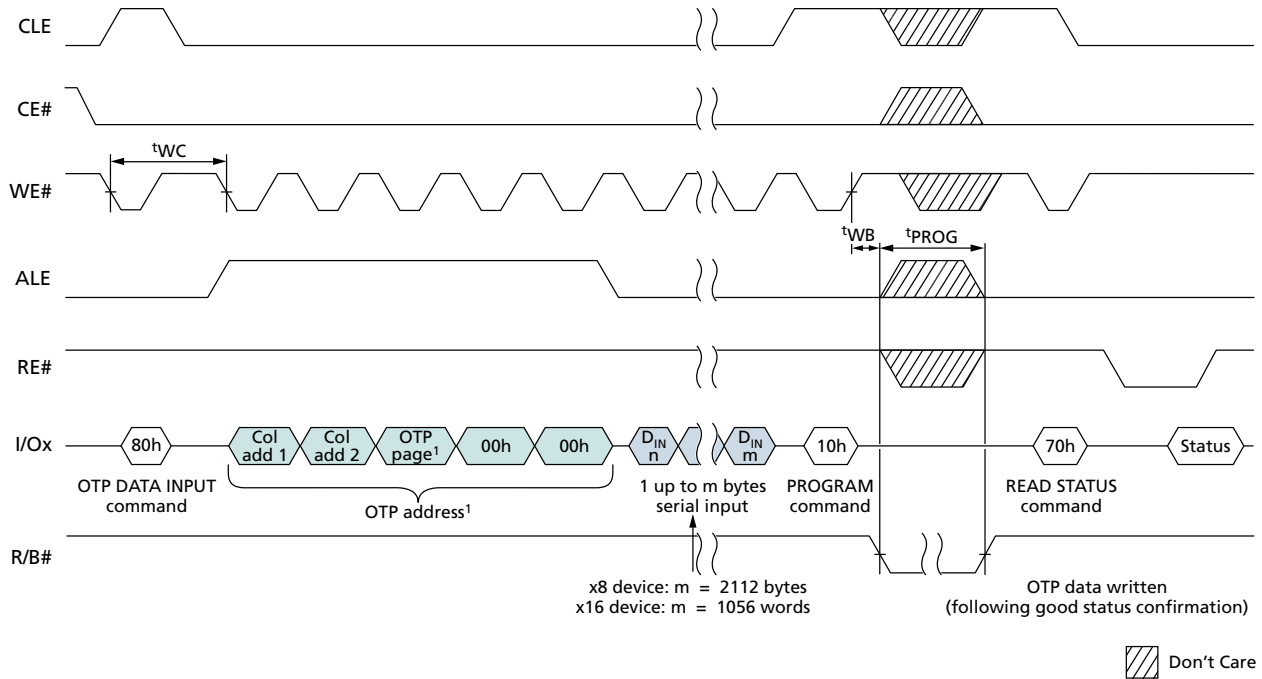 CLE
CE#
tWC
WE#
tWB
tPROG
ALE
RE#
I/Ox
80h
Col
add 1
Col
add 2
OTP
page1
00h
00h
DIN
n
DIN
m
10h
70h
Status
OTP DATA INPUT
command
OTP address1
1 up to m bytes
serial input
PROGRAM
command
READ STATUS
command
R/B#
x8 device: m = 2112 bytes
x16 device: m = 1056 words
OTP data written
(following good status confirmation)
Don't Care